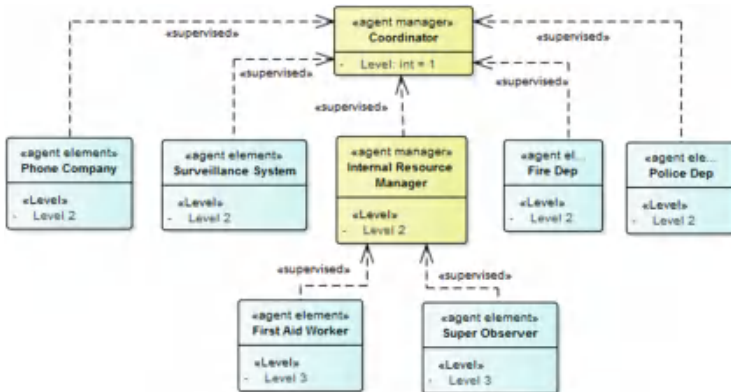 «agent manager»
Coordinator
- Level: int = 1
«supervised»
«supervised»
«supervised»
«supervised»
«supervised»
«agent element»
Phone Company
«Level»
- Level 2
«agent element»
Surveillance System
«Level»
- Level 2
«agent manager»
Internal Resource
Manager
«Level»
- Level 2
«agent el...
Fire Dep
«Level»
- Level 2
«agent ele...
Police Dep
«Level»
- Level 2
«supervised»
«supervised»
«agent element»
First Aid Worker
«Level»
- Level 3
«agent element»
Super Observer
«Level»
- Level 3